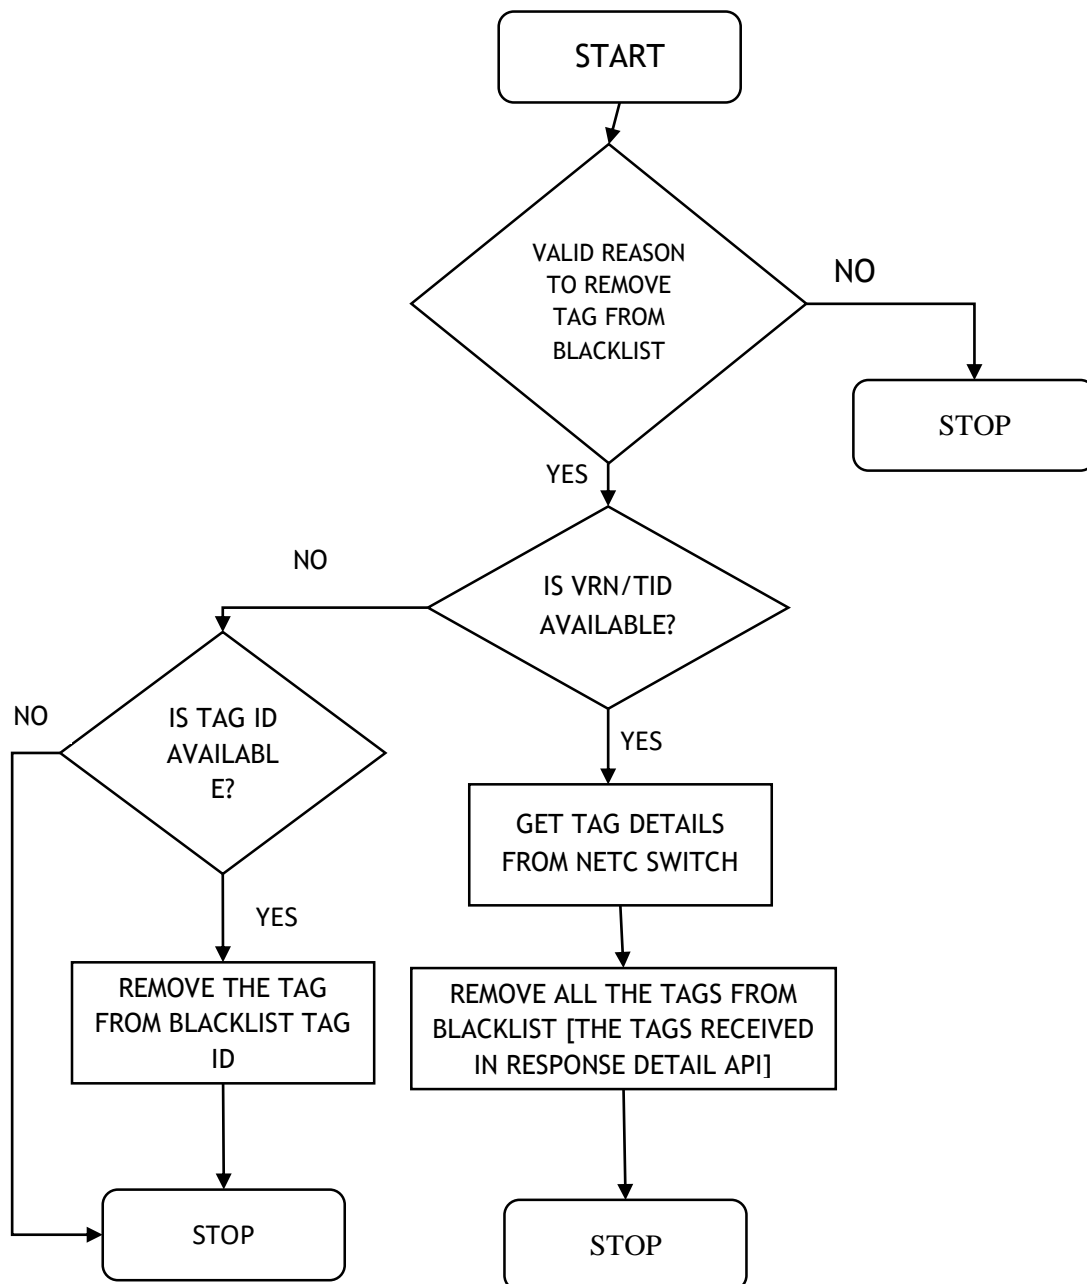 START
VALID REASON
TO REMOVE
TAG FROM
BLACKLIST
NO
STOP
YES
NO
IS VRN/TID
AVAILABLE?
NO
IS TAG ID
AVAILABL
E?
YES
GET TAG DETAILS
FROM NETC SWITCH
YES
REMOVE THE TAG
FROM BLACKLIST TAG
ID
REMOVE ALL THE TAGS FROM
BLACKLIST [THE TAGS RECEIVED
IN RESPONSE DETAIL API]
STOP
STOP